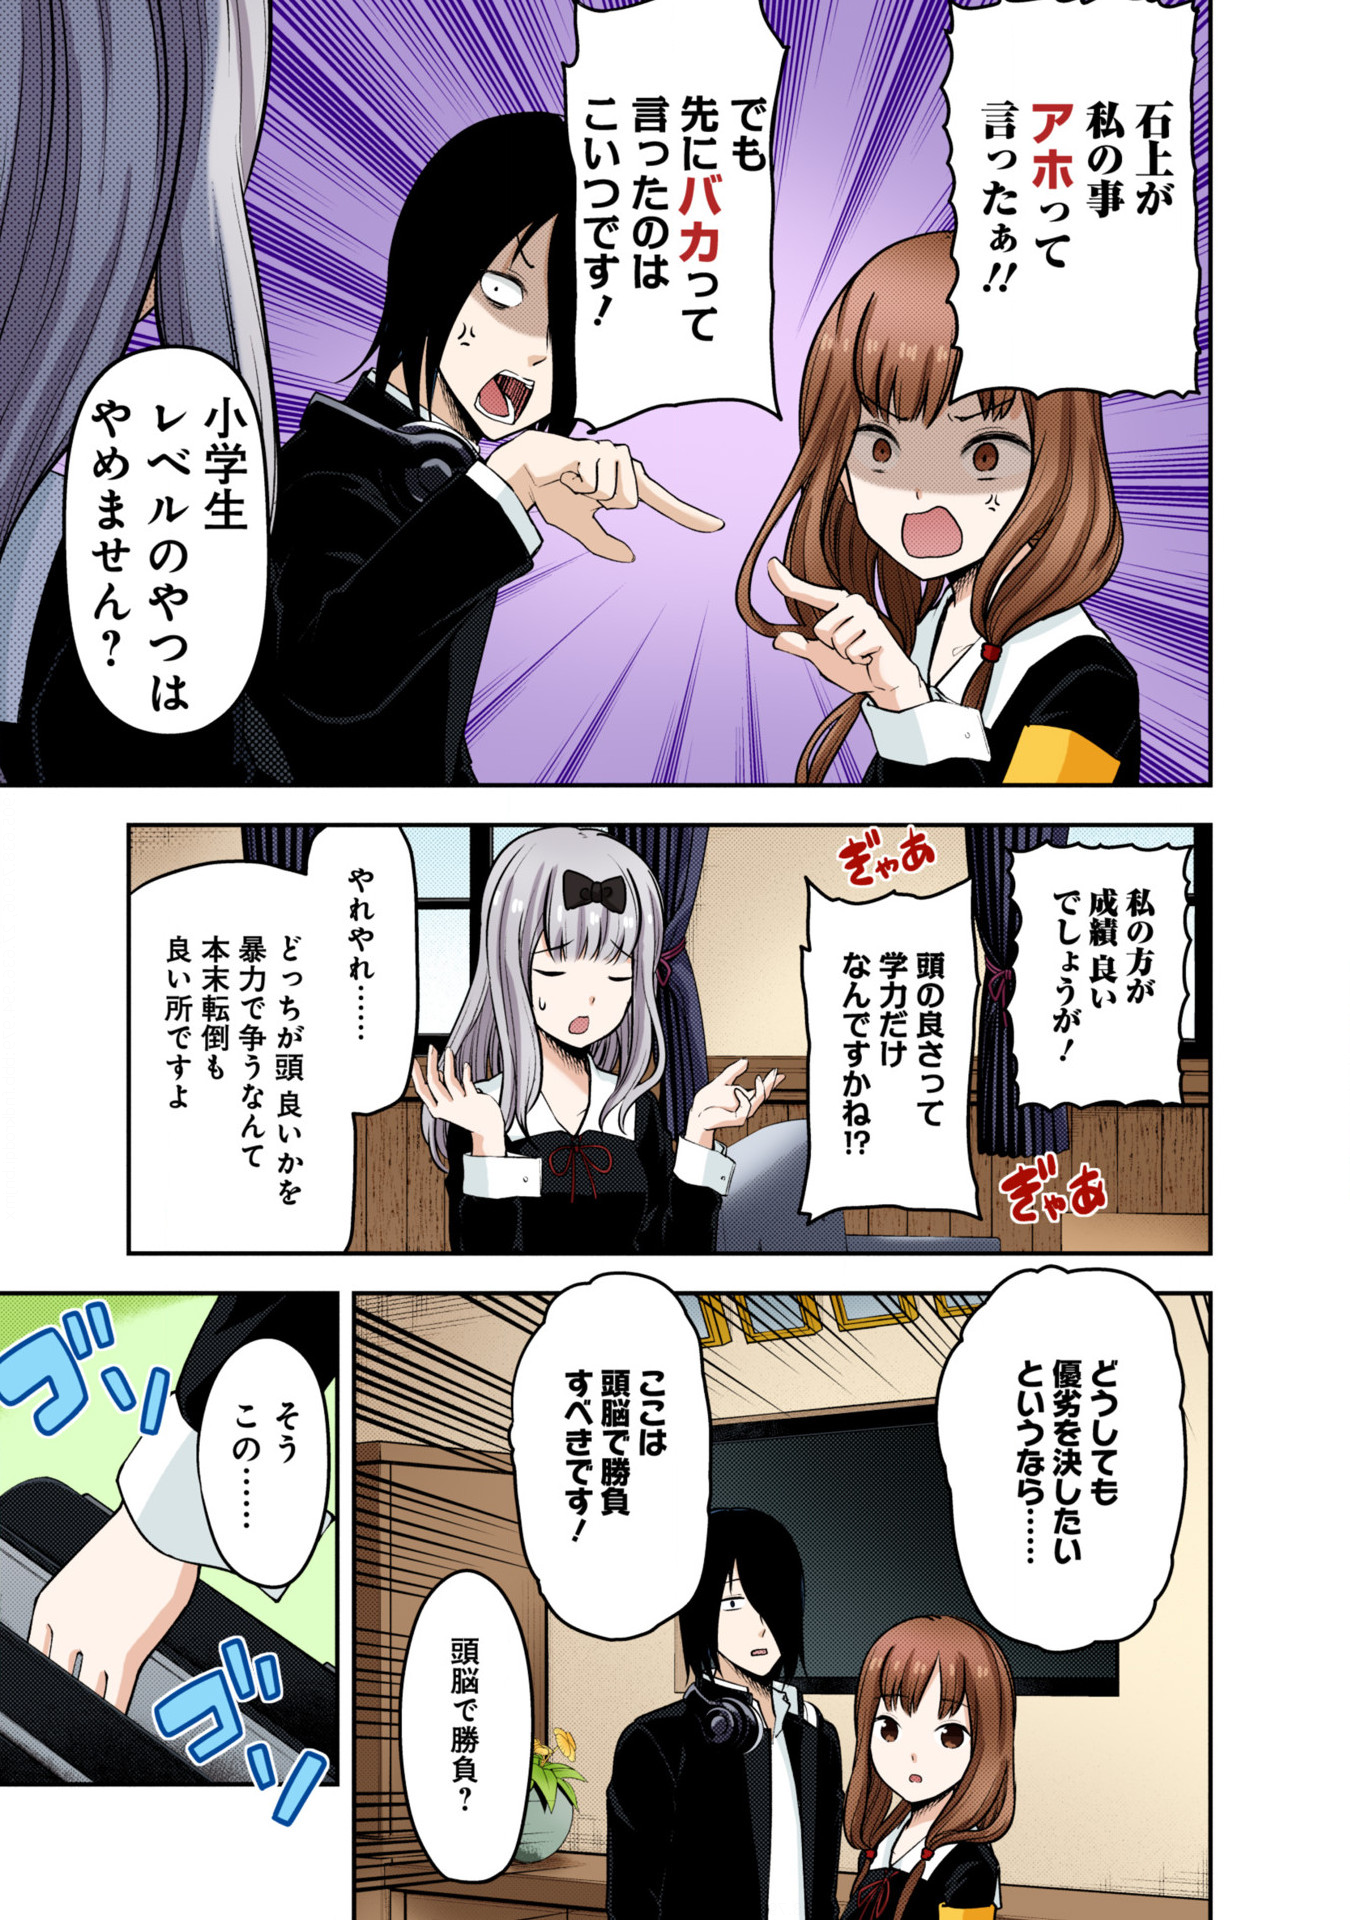 石上が
私の事
アホって
言ったぁ!!
でも
先にバカって
言ったのは
こいつです!
小学生
レベルのやつは
やめません?
私の方が
成績良い
でしょうが!
ぎゃあ
頭の良さって
学力だけ
なんですかね!?
ぎゃあ
やれやれ……
どっちが頭良いかを
暴力で争うなんて
本末転倒も
良い所ですよ
どうしても
優劣を決したい
というなら……
ここは
頭脳で勝負
すべきです!
頭脳で勝負?
そう
この……
ゴソ
ゴソ